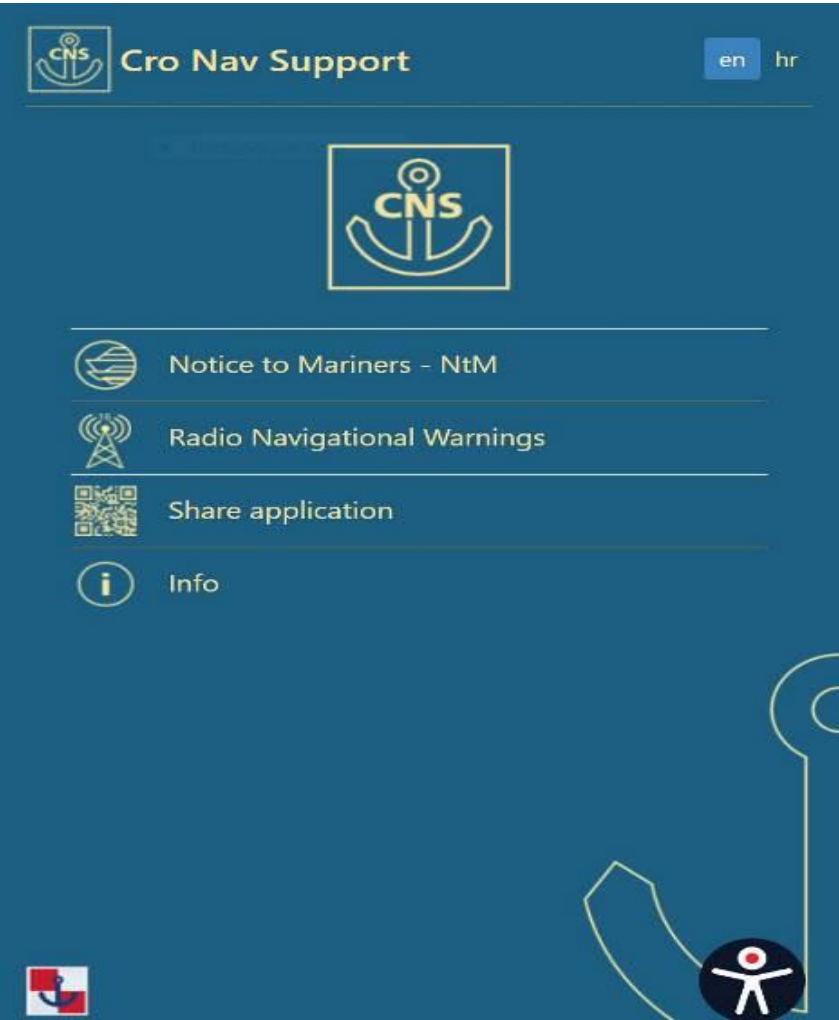 CNS
Cro Nav Support
en
hr
CNS
Notice to Mariners - NtM
Radio Navigational Warnings
Share application
i
Info